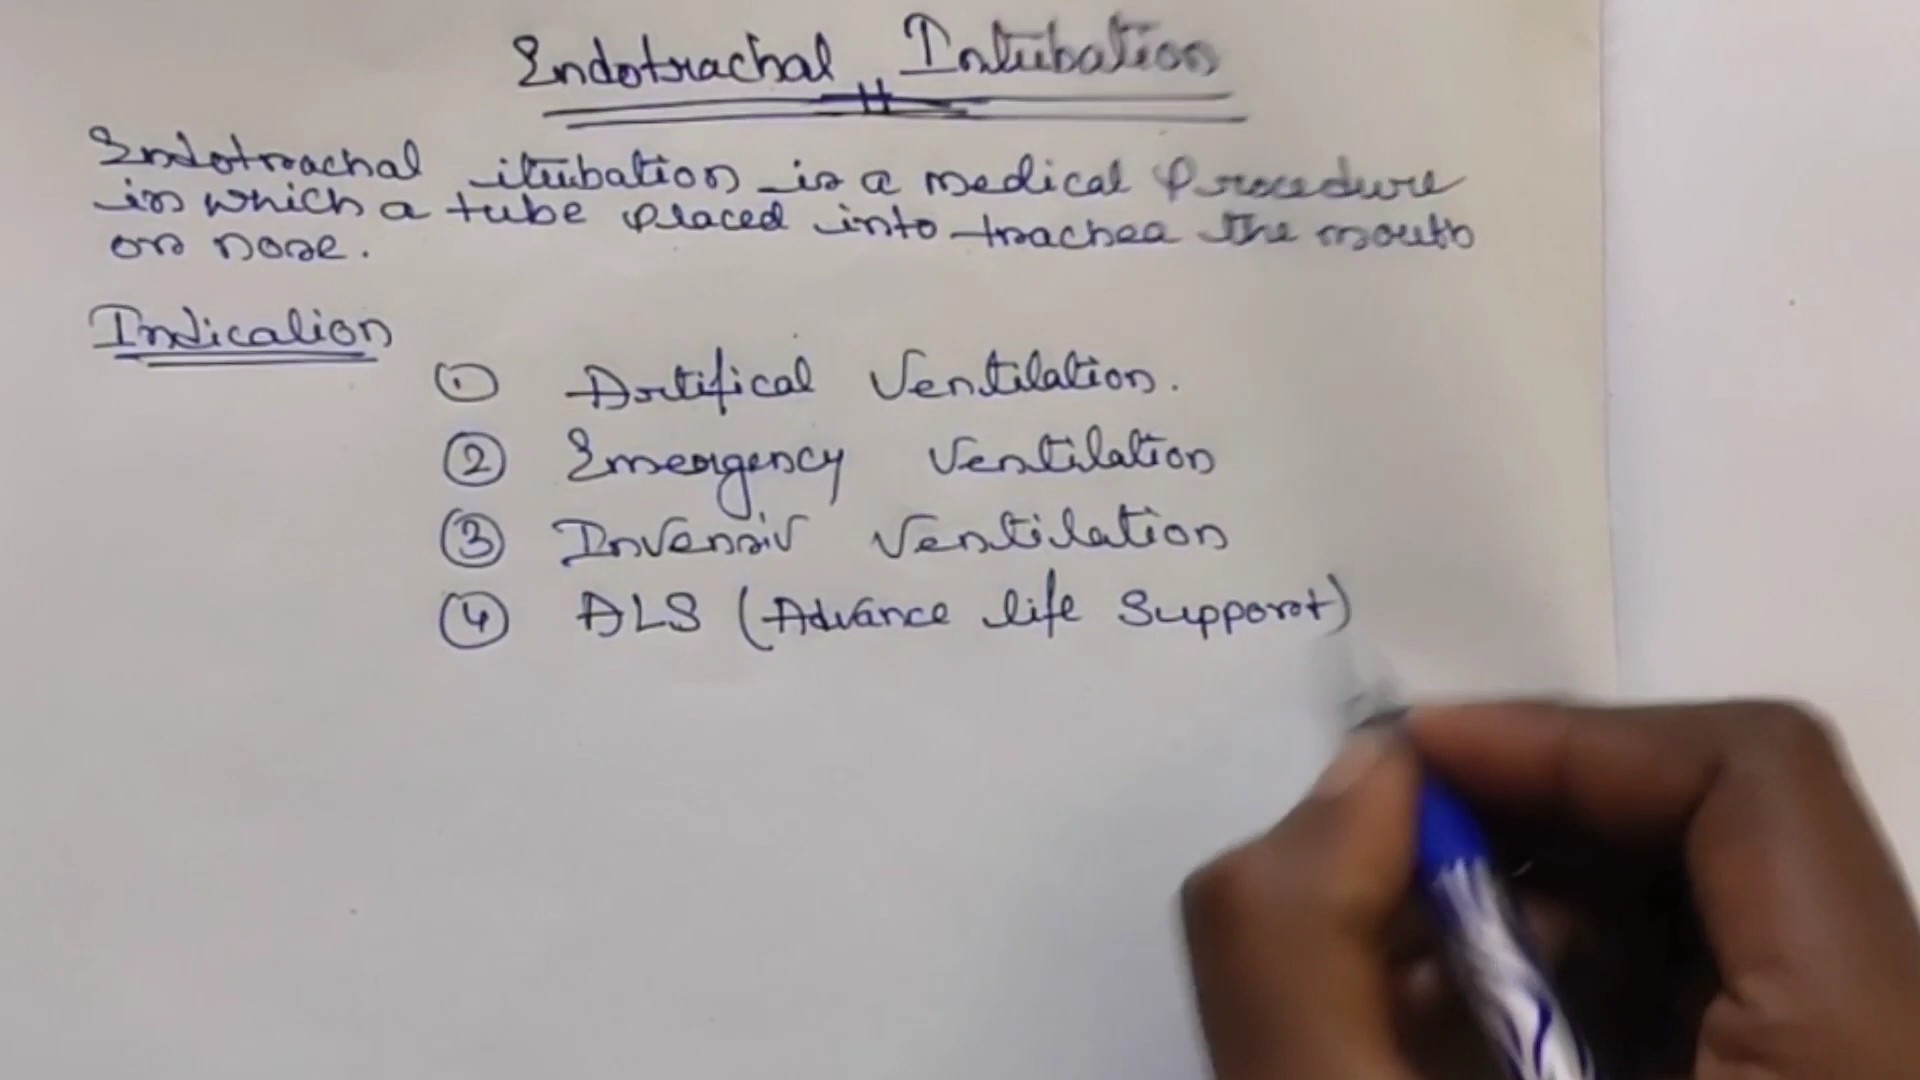 Endotrachal Intubation
Endotrachal itubation is a medical Procedure
in which a tube placed into trachea the mouth
or nose.
Indication
① Artifical Ventilation.
② Emergency Ventilation
③ Invensiv Ventilation
④ ALS (Advance life Support)